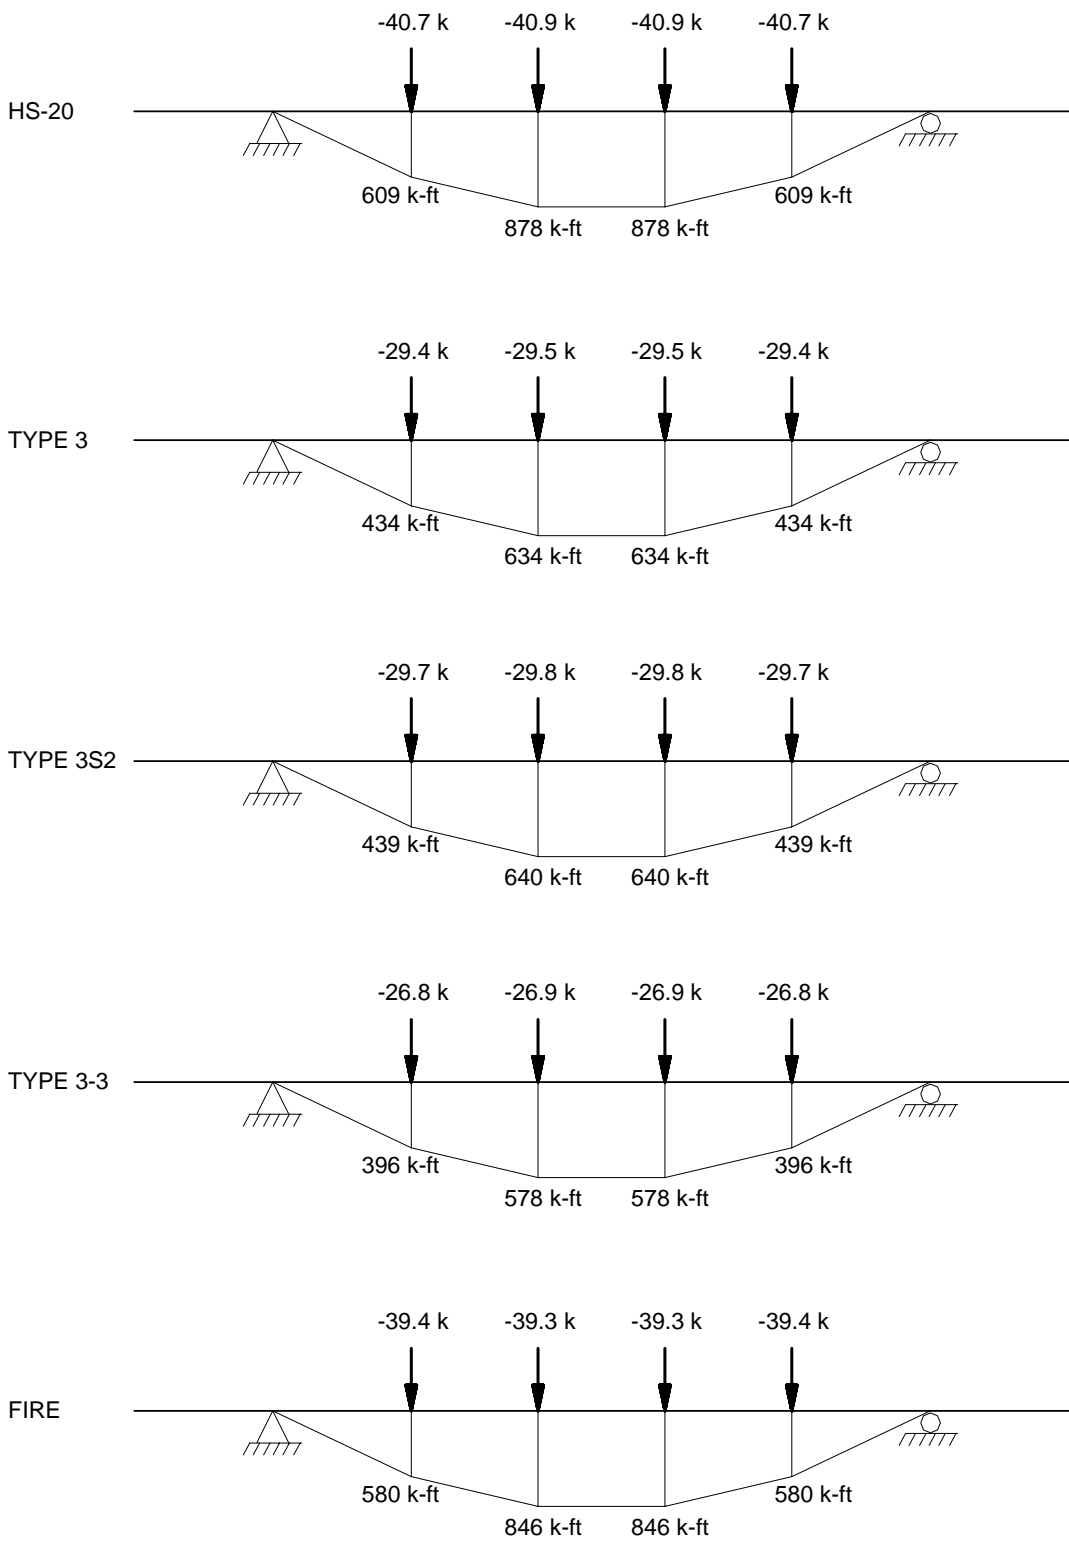 -40.7 k -40.9 k -40.9 k -40.7 k
HS-20
609 k-ft 609 k-ft
878 k-ft 878 k-ft
-29.4 k -29.5 k -29.5 k -29.4 k
TYPE 3
434 k-ft 434 k-ft
634 k-ft 634 k-ft
-29.7 k -29.8 k -29.8 k -29.7 k
TYPE 3S2
439 k-ft 439 k-ft
640 k-ft 640 k-ft
-26.8 k -26.9 k -26.9 k -26.8 k
TYPE 3-3
396 k-ft 396 k-ft
578 k-ft 578 k-ft
-39.4 k -39.3 k -39.3 k -39.4 k
FIRE
580 k-ft 580 k-ft
846 k-ft 846 k-ft